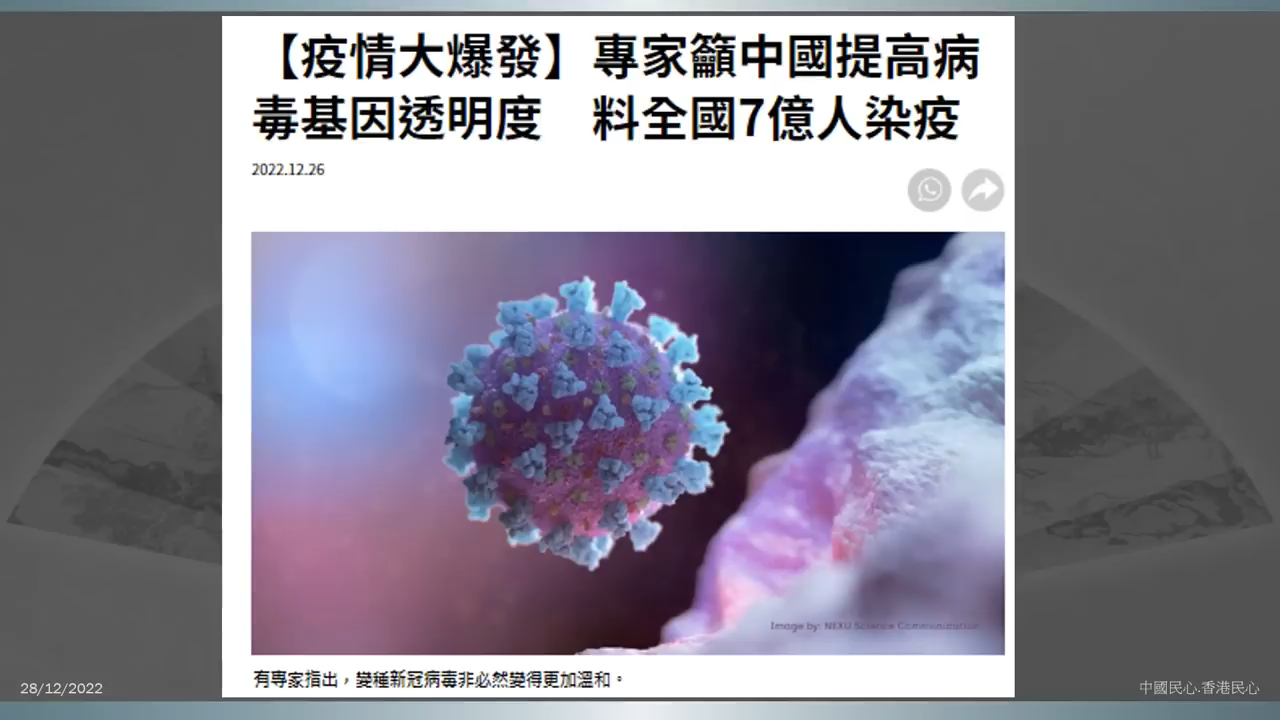 【疫情大爆發】專家籲中國提高病
毒基因透明度　料全國7億人染疫
2022.12.26
Image by: NEXU Science Communication
有專家指出，變種新冠病毒非必然變得更加溫和。
28/12/2022
中國民心.香港民心